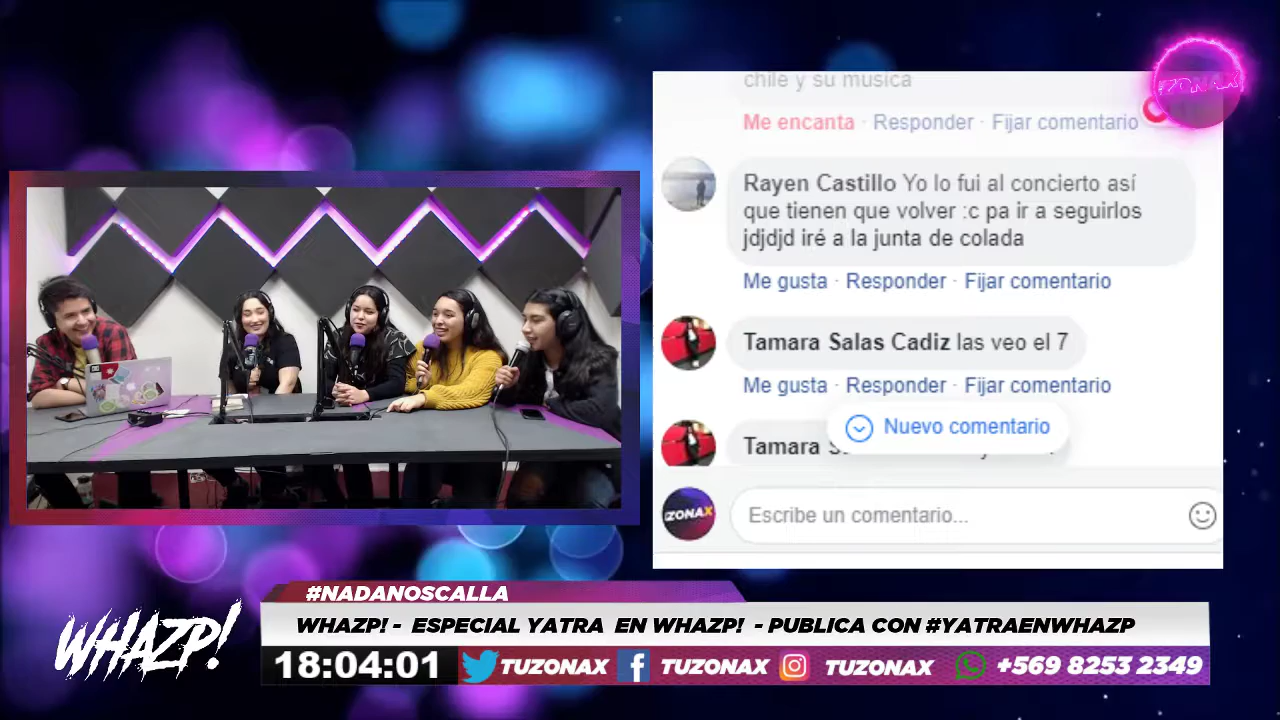 TUZONAX
chile y su musica
Me encanta · Responder · Fijar comentario
Rayen Castillo Yo lo fui al concierto así
que tienen que volver :c pa ir a seguirlos
jdjdjd iré a la junta de colada
Me gusta · Responder · Fijar comentario
Tamara Salas Cadiz las veo el 7
Me gusta · Responder · Fijar comentario
Nuevo comentario
Tamara
ZONAX
Escribe un comentario...
#NADANOSCALLA
WHAZP!
WHAZP! - ESPECIAL YATRA EN WHAZP! - PUBLICA CON #YATRAENWHAZP
18:04:01 TUZONAX TUZONAX TUZONAX +569 8253 2349